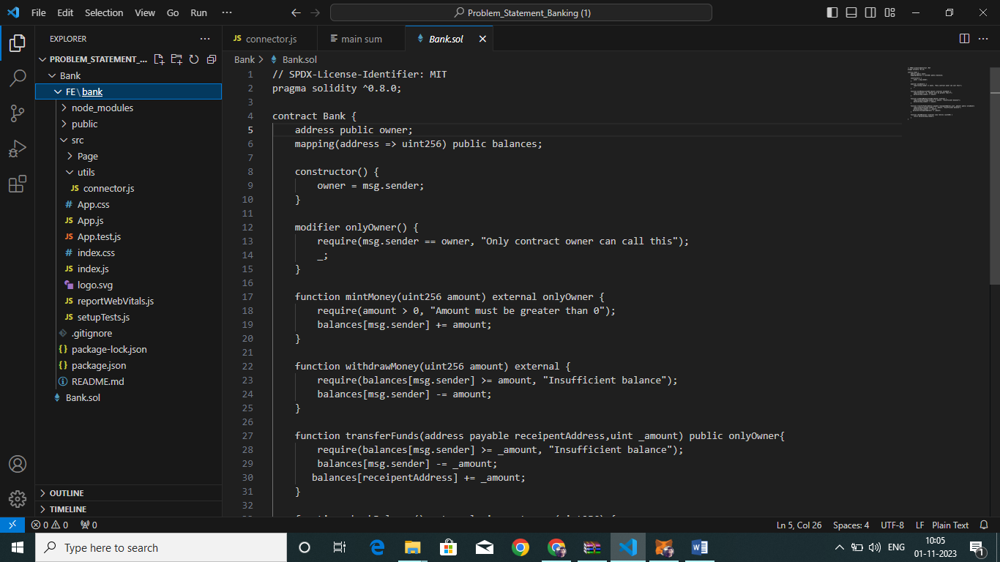 File Edit Selection View Go Run ···
Problem_Statement_Banking (1)
EXPLORER
PROBLEM_STATEMENT_...
Bank
FE\bank
node_modules
public
src
Page
utils
JS connector.js
# App.css
JS App.js
JS App.test.js
# index.css
JS index.js
logo.svg
JS reportWebVitals.js
JS setupTests.js
.gitignore
{} package-lock.json
{} package.json
README.md
Bank.sol
OUTLINE
TIMELINE
JS connector.js
main sum
Bank.sol
Bank > Bank.sol
1 // SPDX-License-Identifier: MIT
2 pragma solidity ^0.8.0;
3
4 contract Bank {
5 address public owner;
6 mapping(address => uint256) public balances;
7
8 constructor() {
9 owner = msg.sender;
10 }
11
12 modifier onlyOwner() {
13 require(msg.sender == owner, "Only contract owner can call this");
14 _;
15 }
16
17 function mintMoney(uint256 amount) external onlyOwner {
18 require(amount > 0, "Amount must be greater than 0");
19 balances[msg.sender] += amount;
20 }
21
22 function withdrawMoney(uint256 amount) external {
23 require(balances[msg.sender] >= amount, "Insufficient balance");
24 balances[msg.sender] -= amount;
25 }
26
27 function transferFunds(address payable receipentAddress,uint _amount) public onlyOwner{
28 require(balances[msg.sender] >= _amount, "Insufficient balance");
29 balances[msg.sender] -= _amount;
30 balances[receipentAddress] += _amount;
31 }
32
0 0 0
Ln 5, Col 26 Spaces: 4 UTF-8 LF Plain Text
Type here to search
ENG
10:05
01-11-2023
1